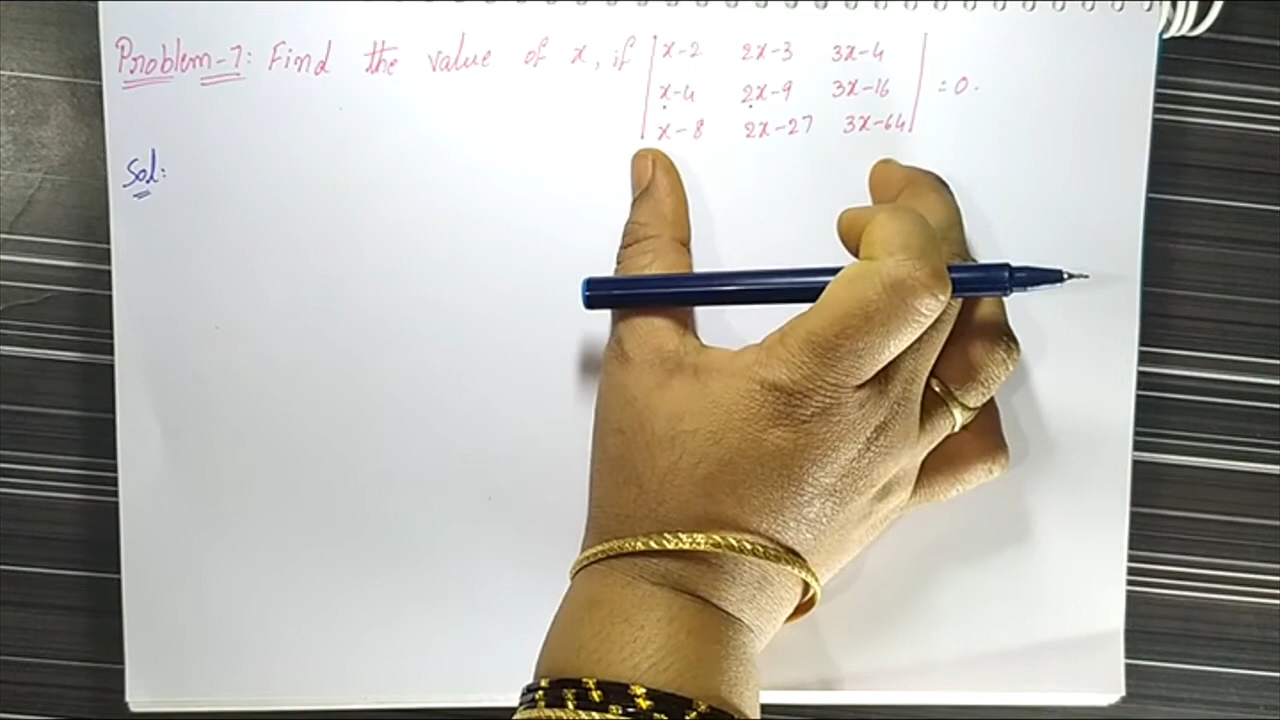 Problem-7: Find the value of x, if | x-2 2x-3 3x-4 |
| x-4 2x-9 3x-16 | = 0.
| x-8 2x-27 3x-64 |
Sol: